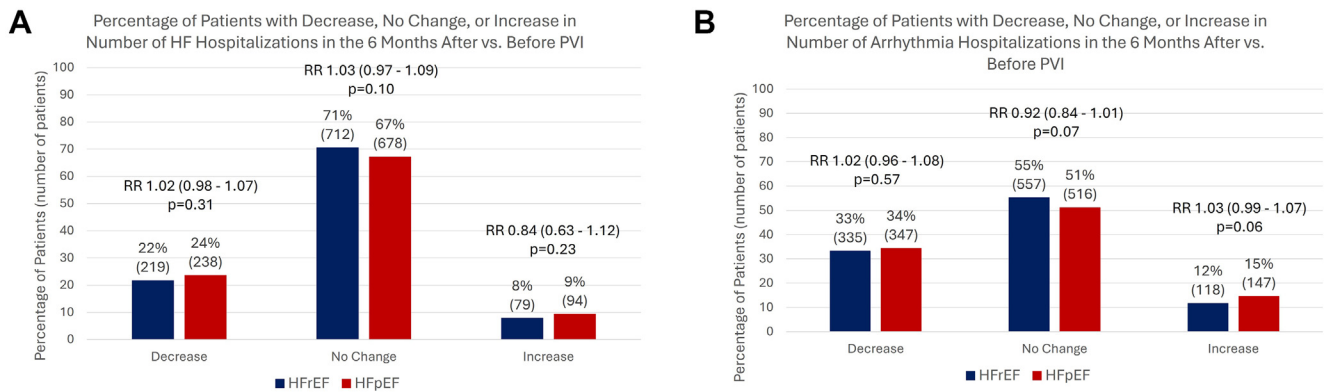 A
Percentage of Patients with Decrease, No Change, or Increase in
Number of HF Hospitalizations in the 6 Months After vs. Before PVI
Percentage of Patients (number of patients)
100
90
80
70
60
50
40
30
20
10
0
RR 1.02 (0.98 - 1.07)
p=0.31
22%
(219)
24%
(238)
RR 1.03 (0.97 - 1.09)
p=0.10
71%
(712)
67%
(678)
RR 0.84 (0.63 - 1.12)
p=0.23
8%
(79)
9%
(94)
Decrease
No Change
Increase
HFrEF
HFpEF
B
Percentage of Patients with Decrease, No Change, or Increase in
Number of Arrhythmia Hospitalizations in the 6 Months After vs.
Before PVI
Percentage of Patients (number of patients)
100
90
80
70
60
50
40
30
20
10
0
RR 1.02 (0.96 - 1.08)
p=0.57
33%
(335)
34%
(347)
RR 0.92 (0.84 - 1.01)
p=0.07
55%
(557)
51%
(516)
RR 1.03 (0.99 - 1.07)
p=0.06
12%
(118)
15%
(147)
Decrease
No Change
Increase
HFrEF
HFpEF